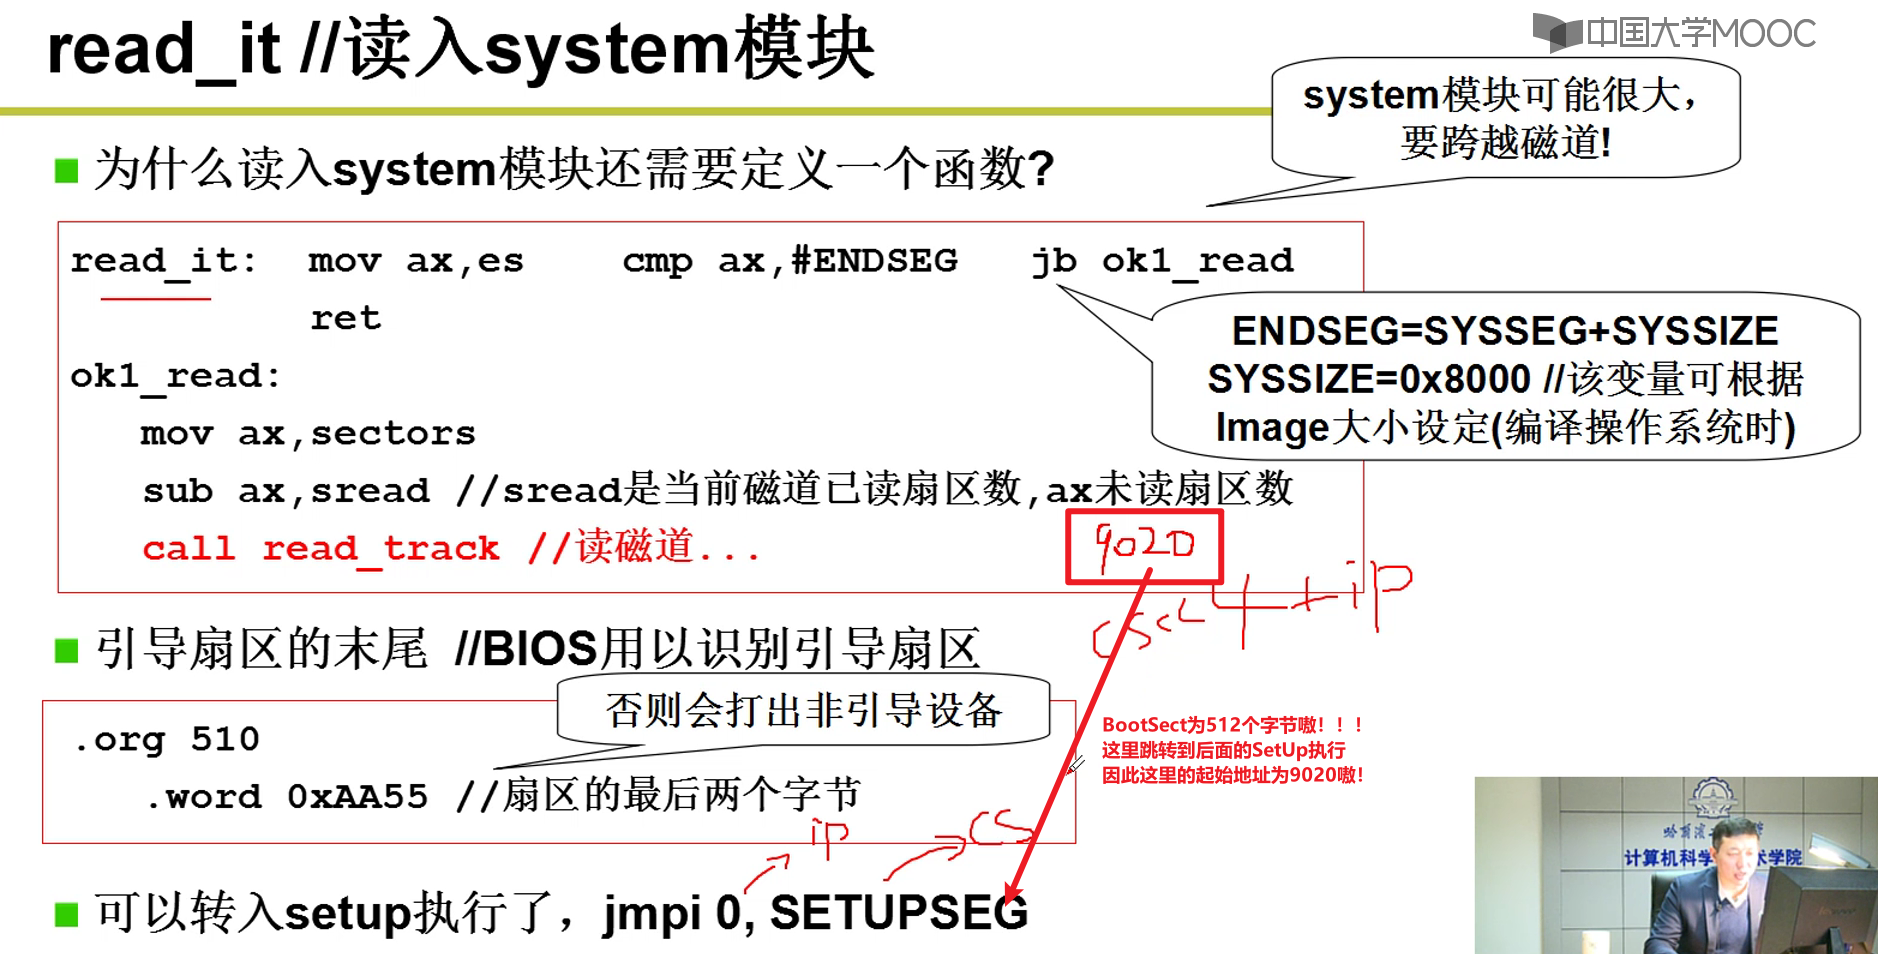 read_it //读入system模块
中国大学MOOC
system模块可能很大，
要跨越磁道!
为什么读入system模块还需要定义一个函数?
read_it: mov ax,es cmp ax,#ENDSEG jb ok1_read
ret
ENDSEG=SYSSEG+SYSSIZE
SYSSIZE=0x8000 //该变量可根据
Image大小设定(编译操作系统时)
ok1_read:
mov ax,sectors
sub ax,sread //sread是当前磁道已读扇区数,ax未读扇区数
call read_track //读磁道...
9020
ip
引导扇区的末尾 //BIOS用以识别引导扇区
否则会打出非引导设备
.org 510
.word 0xAA55 //扇区的最后两个字节
BootSect为512个字节嗷！！！
这里跳转到后面的SetUp执行
因此这里的起始地址为9020嗷!
ip
CS
可以转入setup执行了，jmpi 0, SETUPSEG
计算机科学
术学院